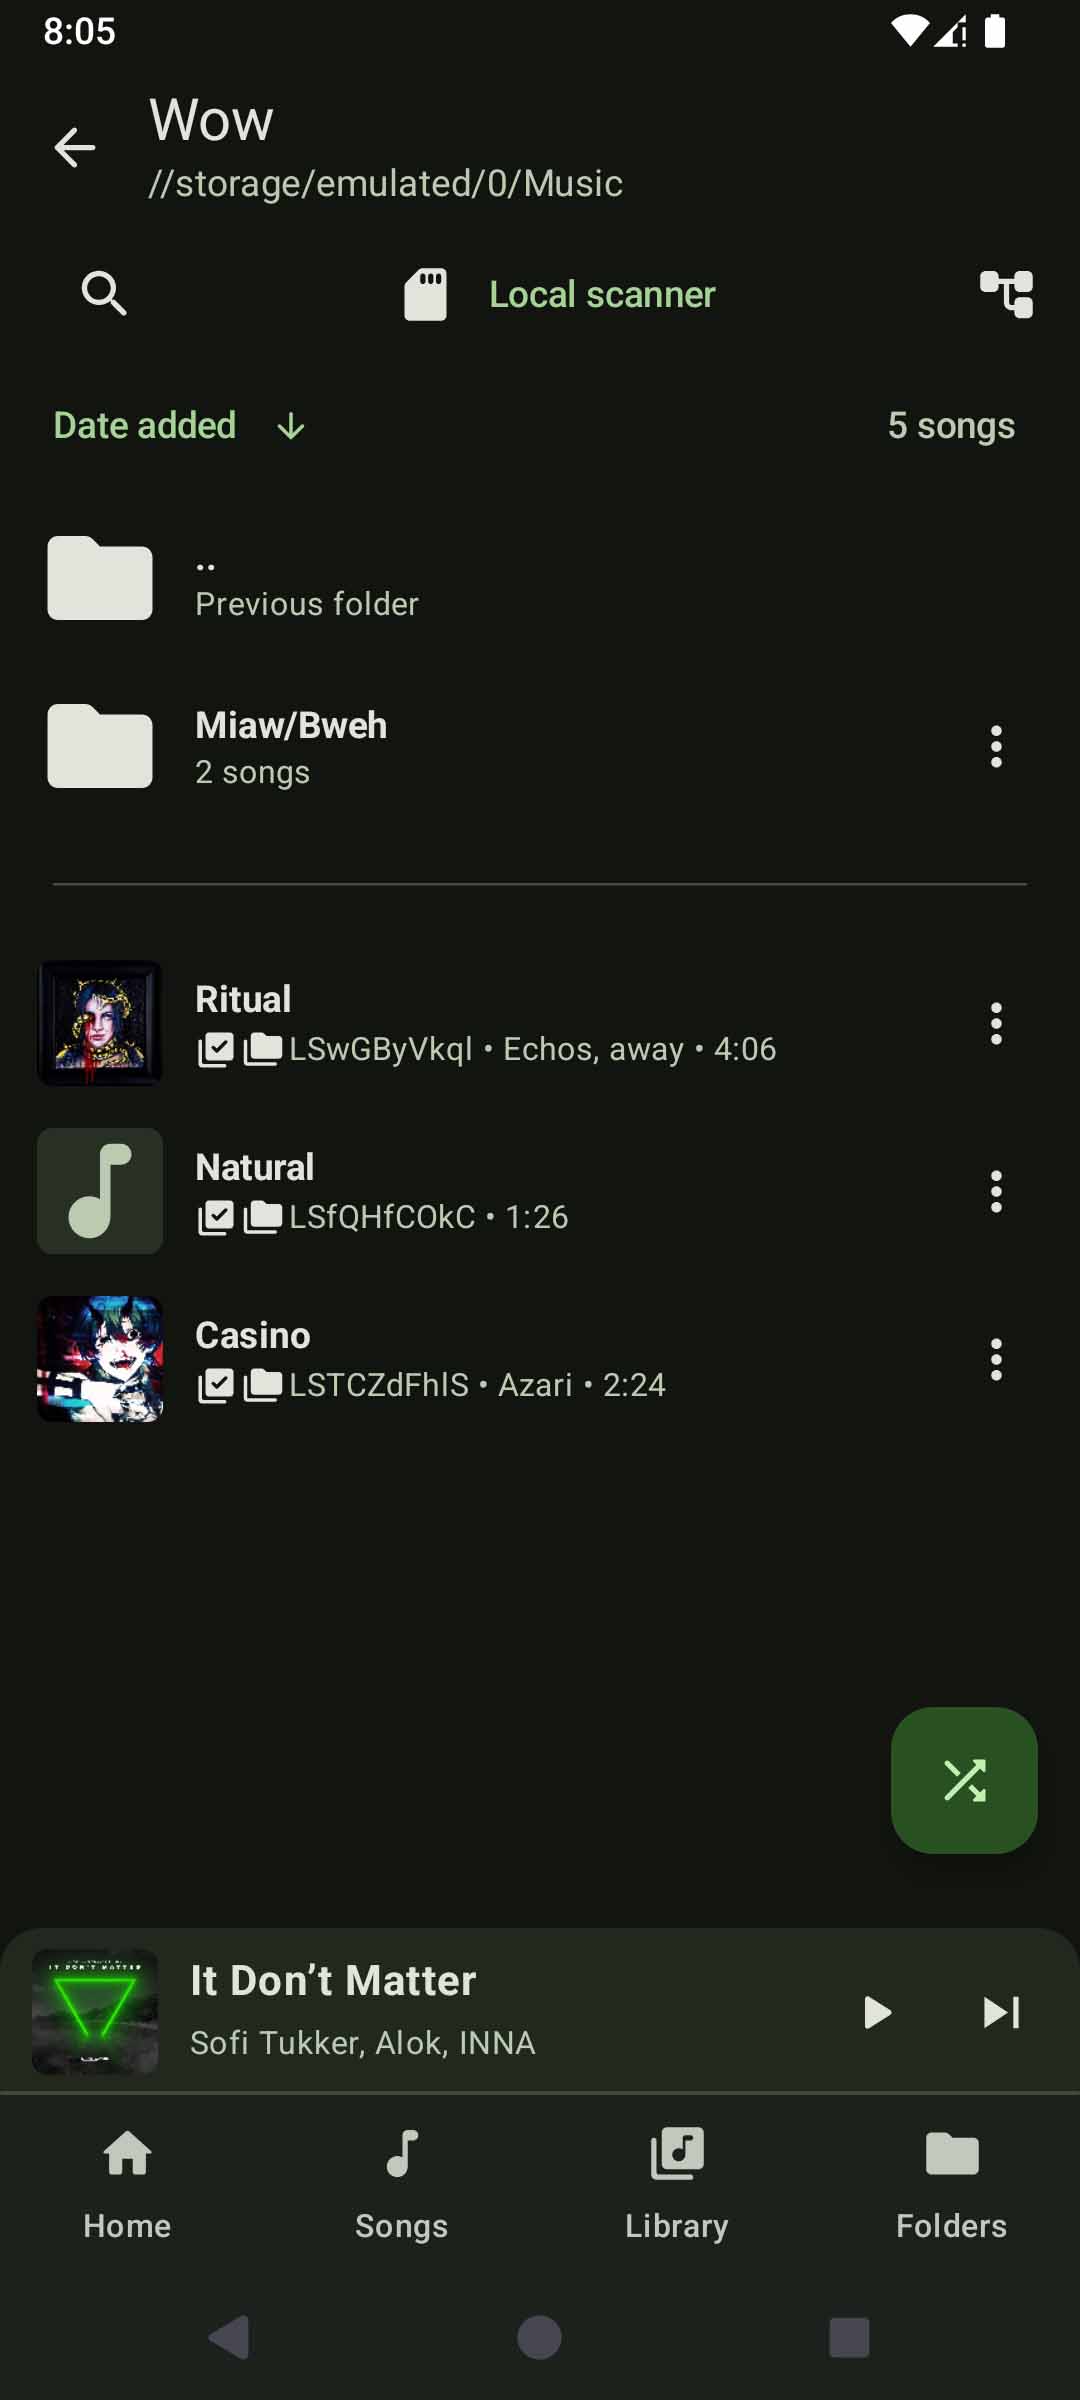 8:05
Wow
//storage/emulated/0/Music
Local scanner
Date added
5 songs
..
Previous folder
Miaw/Bweh
2 songs
Ritual
LSwGByVkql • Echos, away • 4:06
Natural
LSfQHfCOkC • 1:26
Casino
LSTCZdFhlS • Azari • 2:24
IT DON'T MATTER
It Don’t Matter
Sofi Tukker, Alok, INNA
Home
Songs
Library
Folders